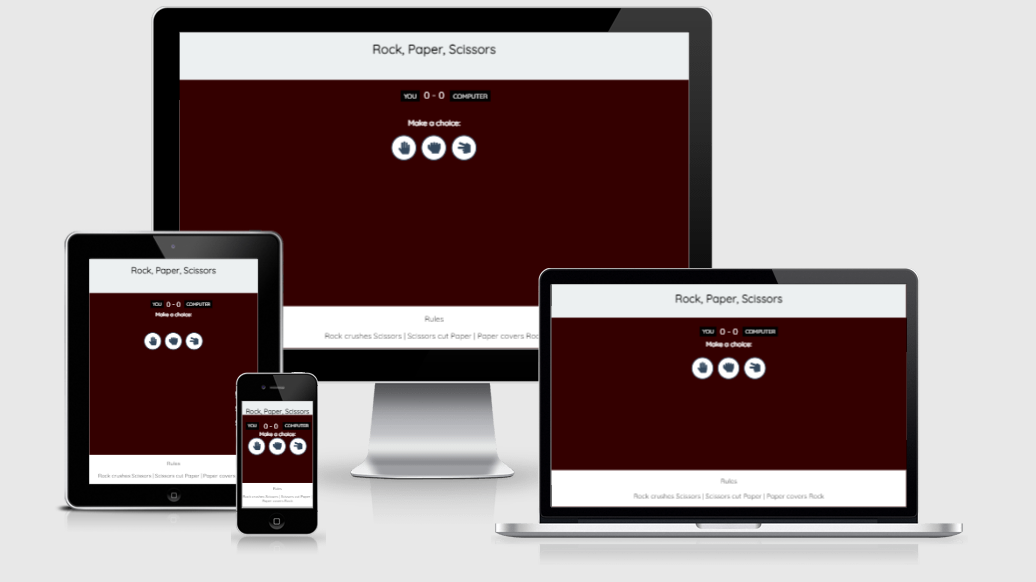 Rock, Paper, Scissors
YOU 0 - 0 COMPUTER
Make a choice:
Rules
Rock crushes Scissors | Scissors cut Paper | Paper covers Roc
Rock, Paper, Scissors
YOU 0 - 0 COMPUTER
Make a choice:
Rules
Rock crushes Scissors | Scissors cut Paper | Paper covers
Rock, Paper, Scissors
YOU 0 - 0 COMPUTER
Make a choice:
Rules
Rock crushes Scissors | Scissors cut Paper |
Paper covers Rock
Rock, Paper, Scissors
YOU 0 - 0 COMPUTER
Make a choice:
Rules
Rock crushes Scissors | Scissors cut Paper | Paper covers Rock